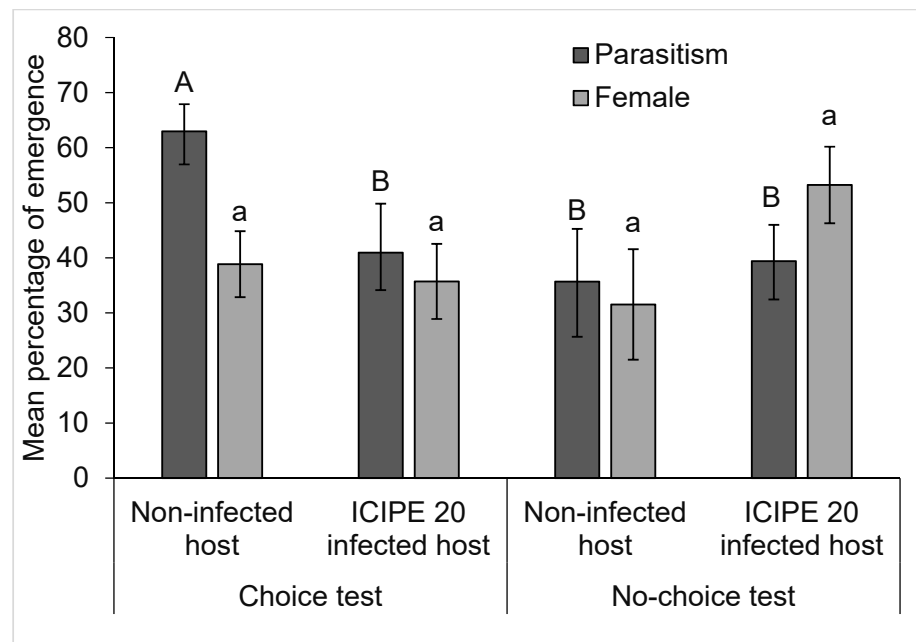 Mean percentage of emergence
80
70
60
50
40
30
20
10
0
Parasitism
Female
A
a
B
a
B
a
B
a
Non-infected
host
ICIPE 20
infected host
Non-infected
host
ICIPE 20
infected host
Choice test
No-choice test